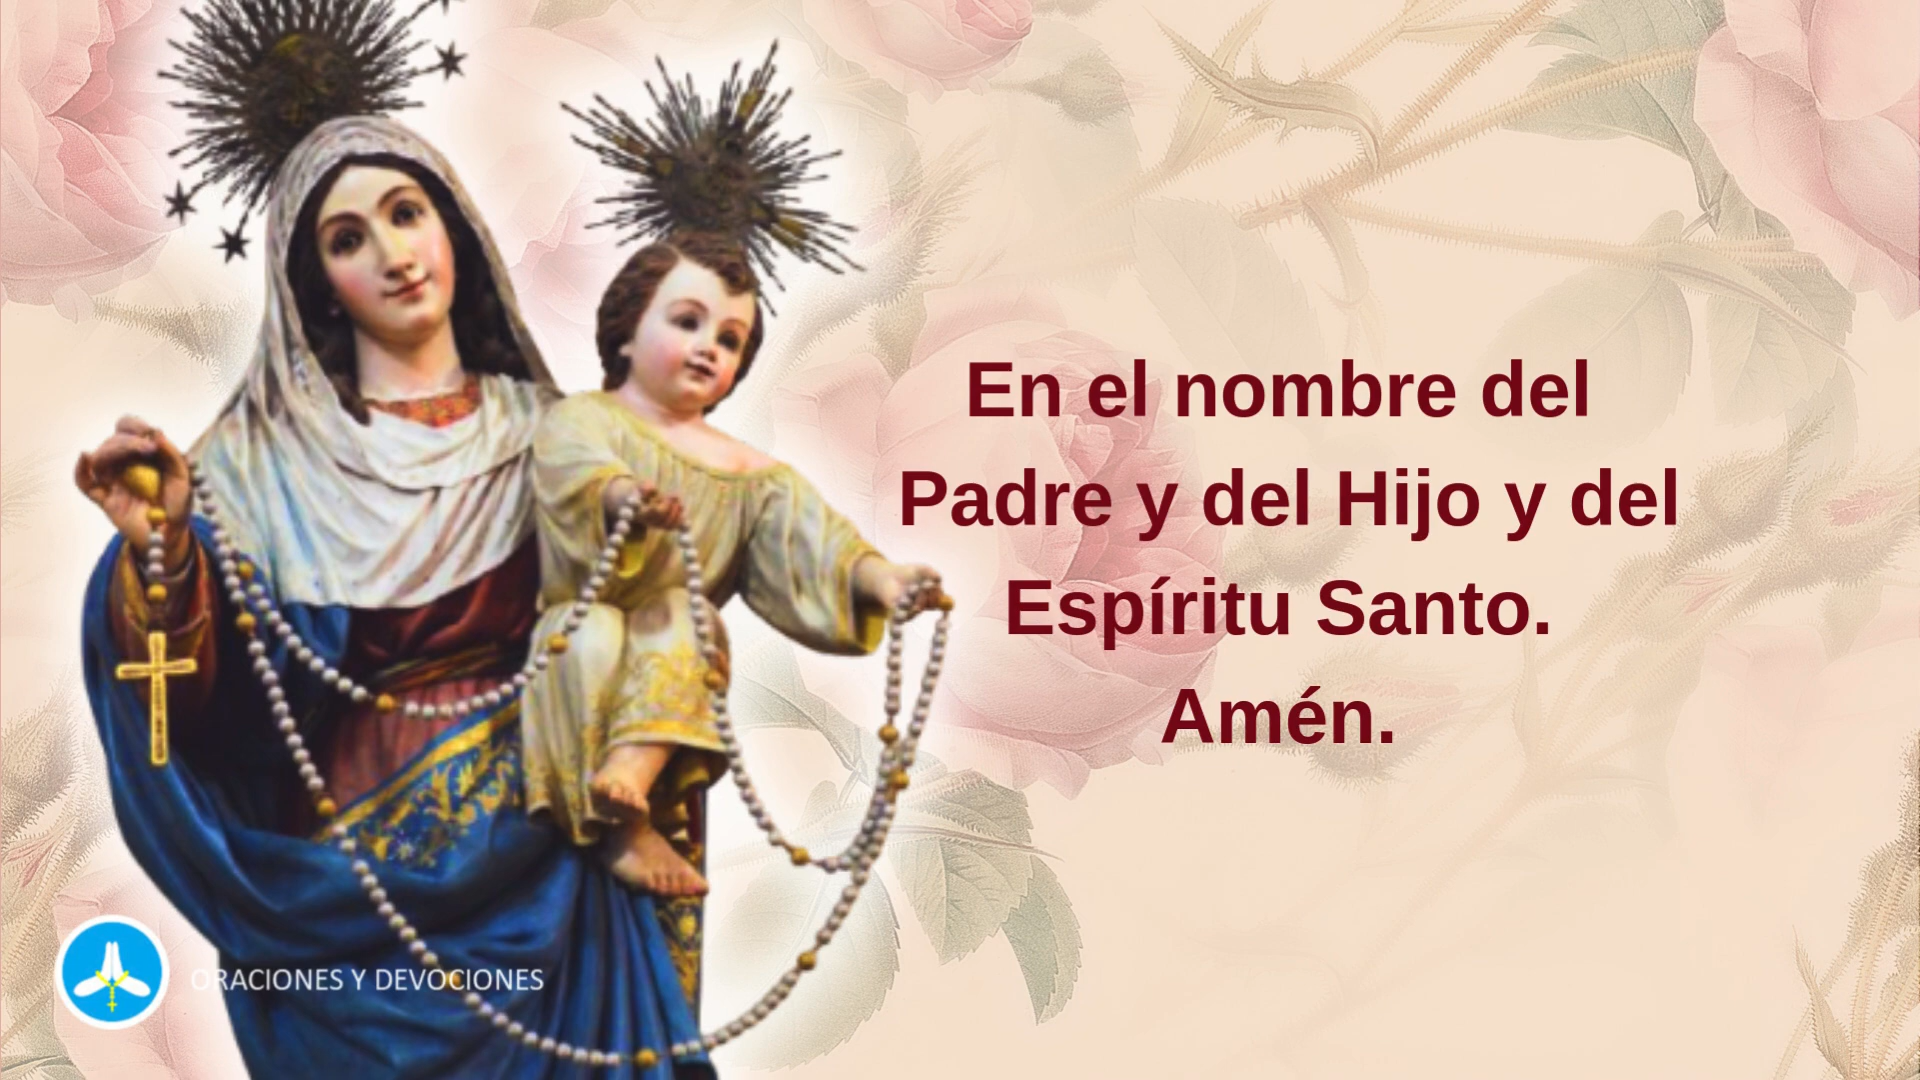 En el nombre del
Padre y del Hijo y del
Espíritu Santo.
Amén.
ORACIONES Y DEVOCIONES